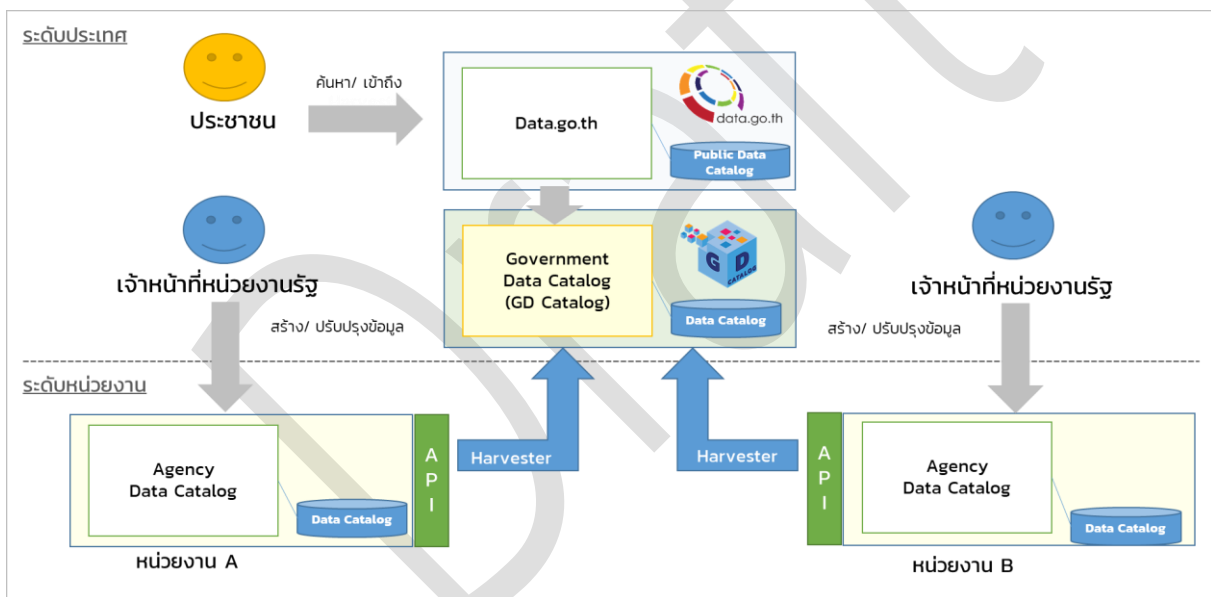 ระดับประเทศ
ประชาชน
ค้นหา/ เข้าถึง
Data.go.th
data.go.th
Public Data
Catalog
เจ้าหน้าที่หน่วยงานรัฐ
สร้าง/ ปรับปรุงข้อมูล
Government
Data Catalog
(GD Catalog)
G D
CATALOG
Data Catalog
เจ้าหน้าที่หน่วยงานรัฐ
สร้าง/ ปรับปรุงข้อมูล
ระดับหน่วยงาน
Agency
Data Catalog
Data Catalog
A
P
I
หน่วยงาน A
Harvester
Harvester
A
P
I
Agency
Data Catalog
Data Catalog
หน่วยงาน B
Draft